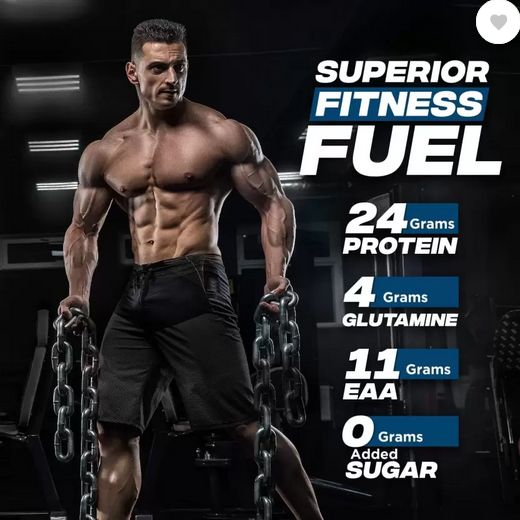 SUPERIOR
FITNESS
FUEL
24 Grams
PROTEIN
4 Grams
GLUTAMINE
11 Grams
EAA
0 Grams
Added
SUGAR